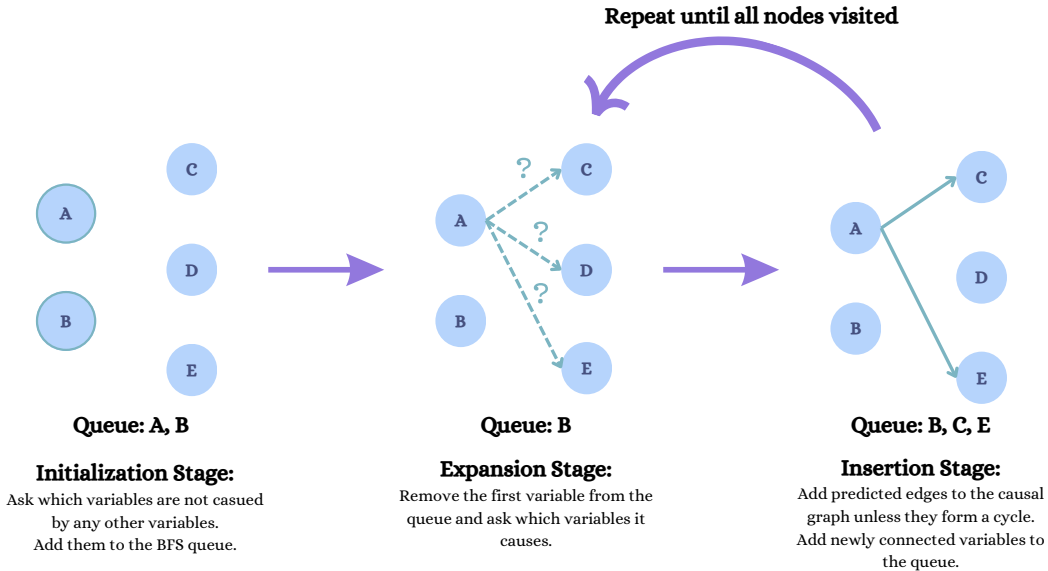 Repeat until all nodes visited
C
A
D
B
E
Queue: A, B
Initialization Stage:
Ask which variables are not casued
by any other variables.
Add them to the BFS queue.
?
C
A
?
D
?
B
E
Queue: B
Expansion Stage:
Remove the first variable from the
queue and ask which variables it
causes.
C
A
D
B
E
Queue: B, C, E
Insertion Stage:
Add predicted edges to the causal
graph unless they form a cycle.
Add newly connected variables to
the queue.